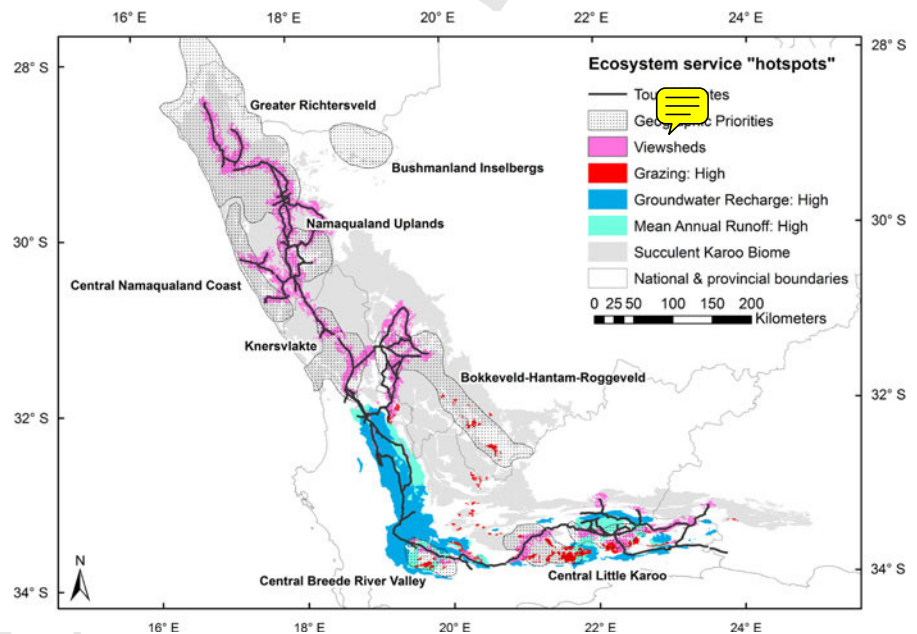 16° E 18° E 20° E 22° E 24° E
28° S 28° S
Ecosystem service "hotspots"
Greater Richtersveld
Viewsheds
Bushmanland Inselbergs
Grazing: High
Groundwater Recharge: High
Namaqualand Uplands
Mean Annual Runoff: High
30° S 30° S
Succulent Karoo Biome
National & provincial boundaries
Central Namaqualand Coast
0 25 50 100 150 200
Kilometers
Knersvlakte
Bokkeveld-Hantam-Roggeveld
32° S 32° S
N
Central Breede River Valley
Central Little Karoo
34° S 34° S
16° E 18° E 20° E 22° E 24° E